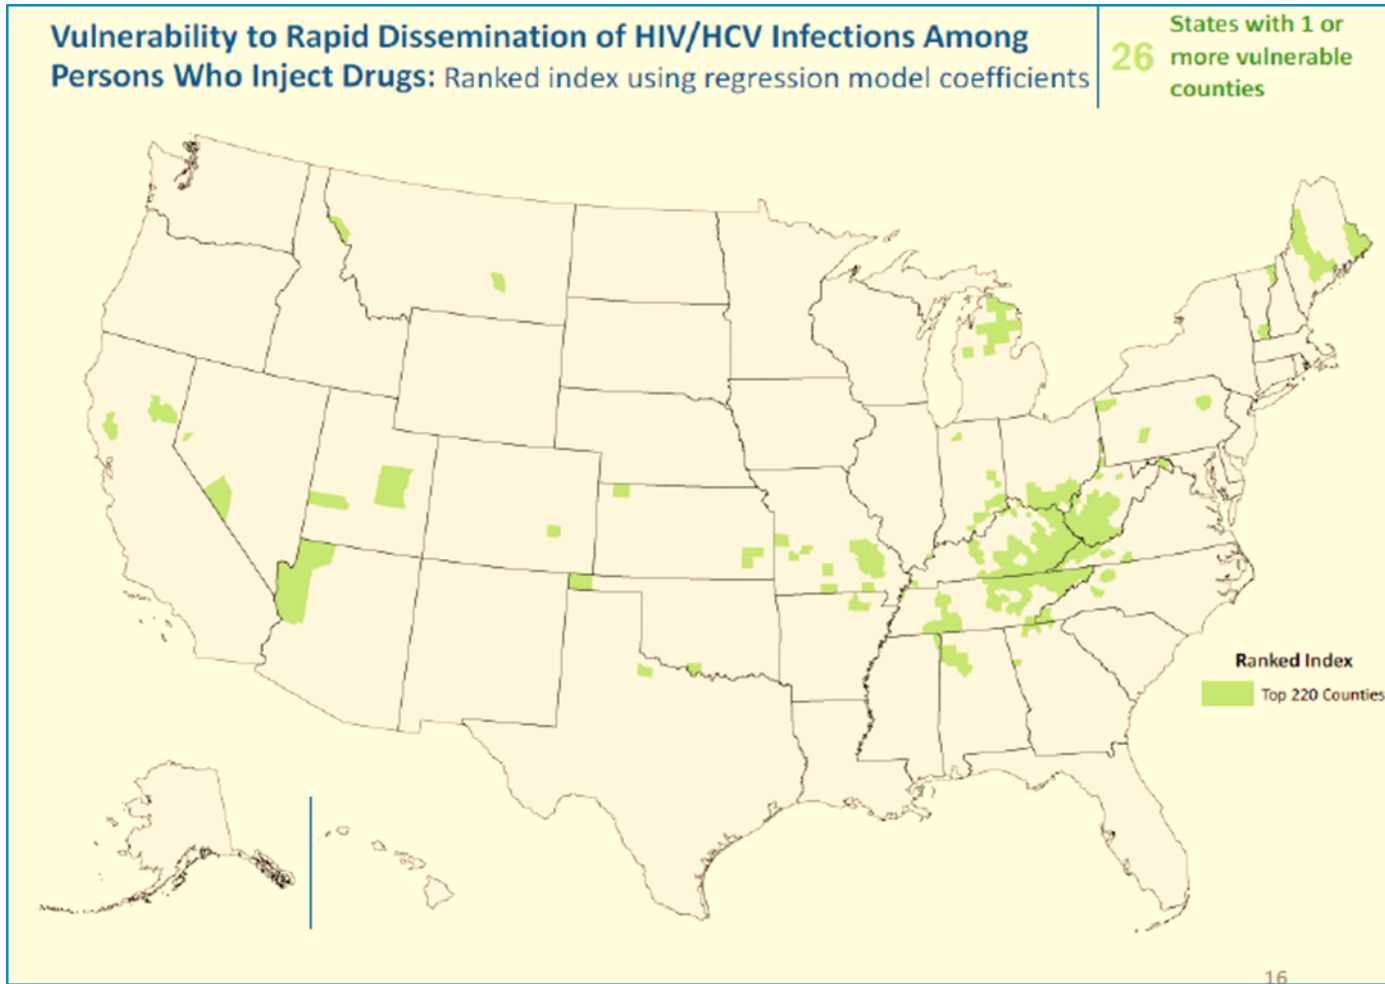 Vulnerability to Rapid Dissemination of HIV/HCV Infections Among
Persons Who Inject Drugs: Ranked index using regression model coefficients
26
States with 1 or
more vulnerable
counties
Ranked Index
Top 220 Counties
16